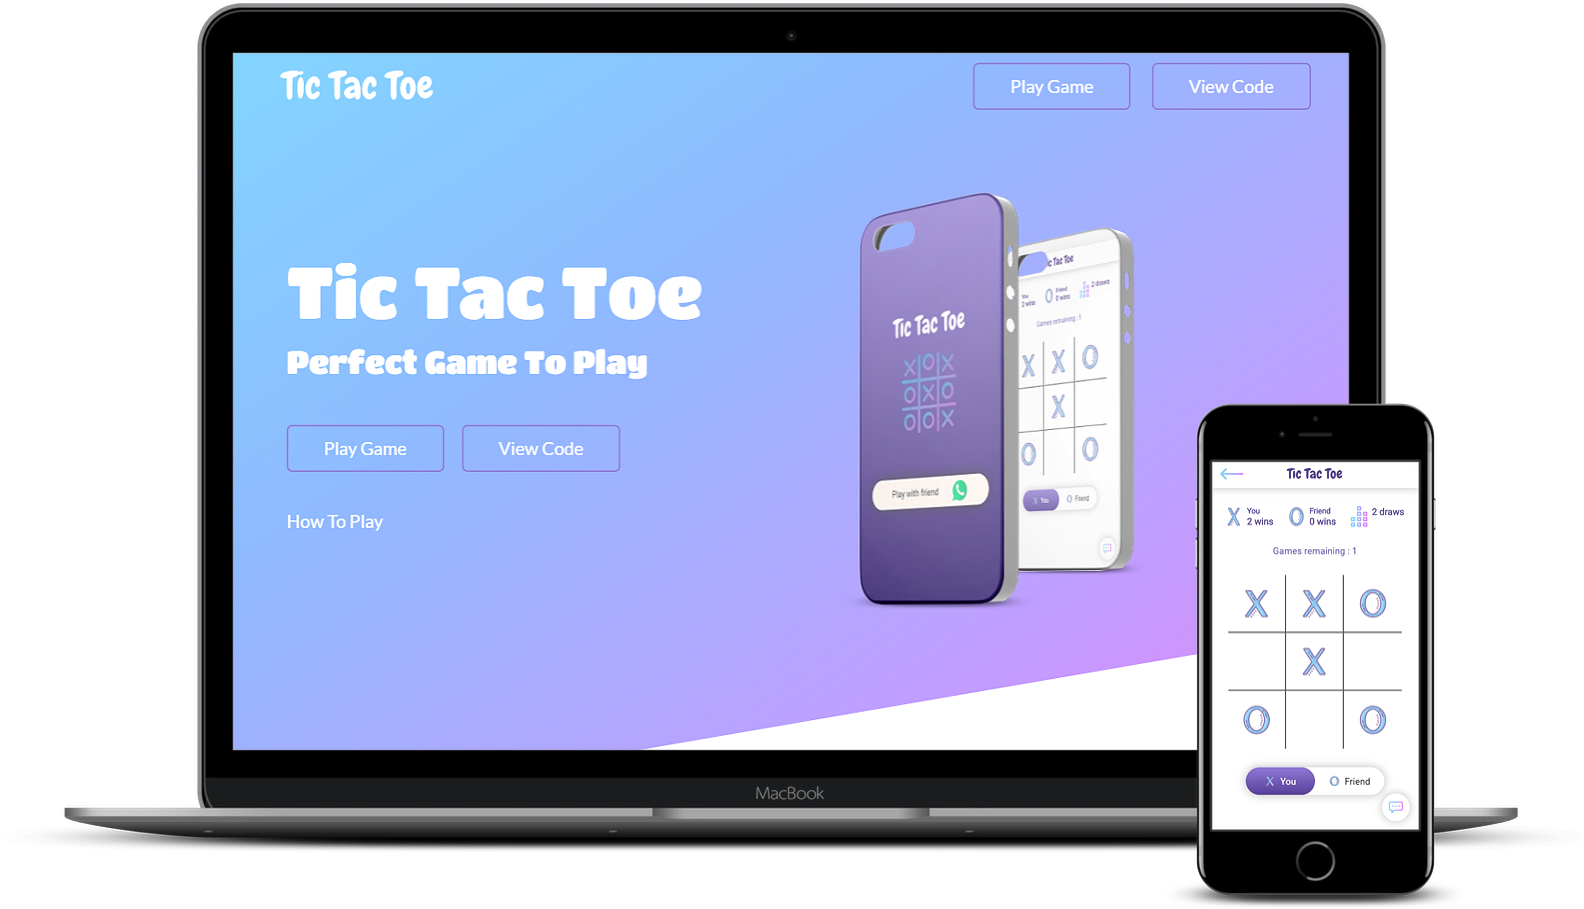 Tic Tac Toe
Play Game
View Code
Tic Tac Toe
Perfect Game To Play
Play Game
View Code
How To Play
Tic Tac Toe
X O X
O X O
O O X
Play with friend
c Tac Toe
You
2 wins
Friend
0 wins
2 draws
Games remaining : 1
X X O
X
O O
X You
O Friend
MacBook
Tic Tac Toe
X You
2 wins
O Friend
0 wins
2 draws
Games remaining : 1
X X O
X
O O
X You
O Friend